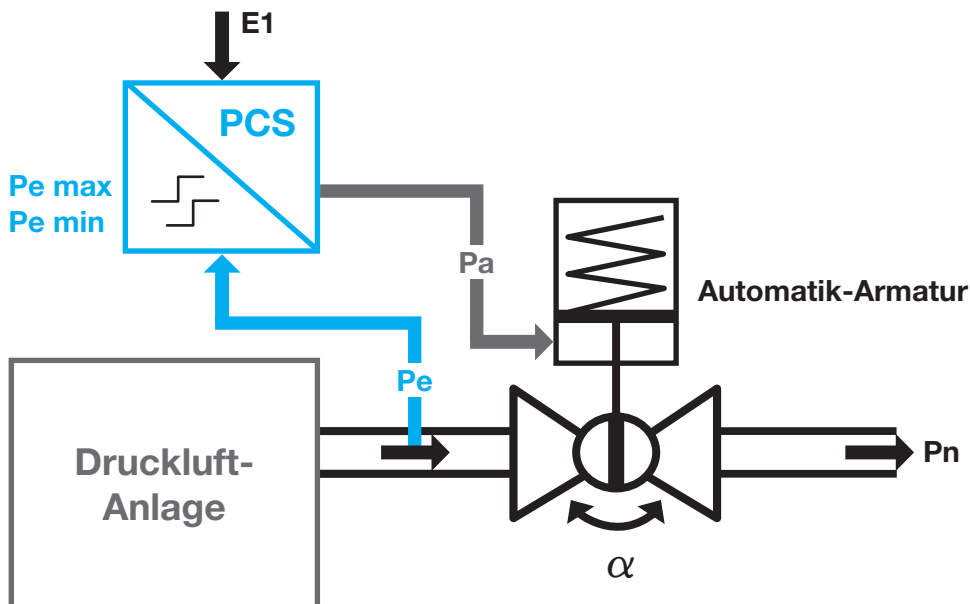 E1
PCS
Pe max
Pe min
Pa
Automatik-Armatur
Pe
Druckluft-
Anlage
Pn
α